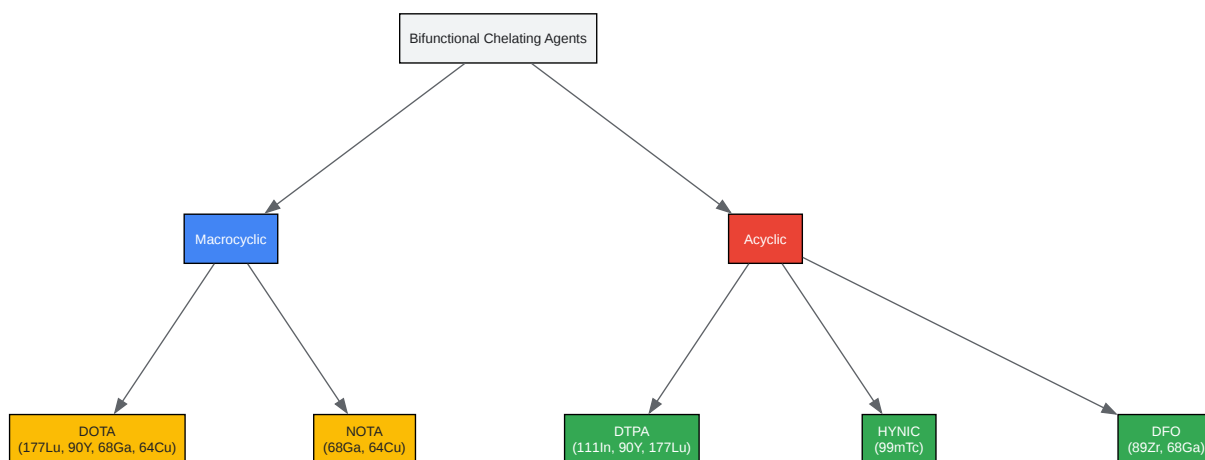 Bifunctional Chelating Agents
Macrocyclic
Acyclic
DOTA
(177Lu, 90Y, 68Ga, 64Cu)
NOTA
(68Ga, 64Cu)
DTPA
(111In, 90Y, 177Lu)
HYNIC
(99mTc)
DFO
(89Zr, 68Ga)